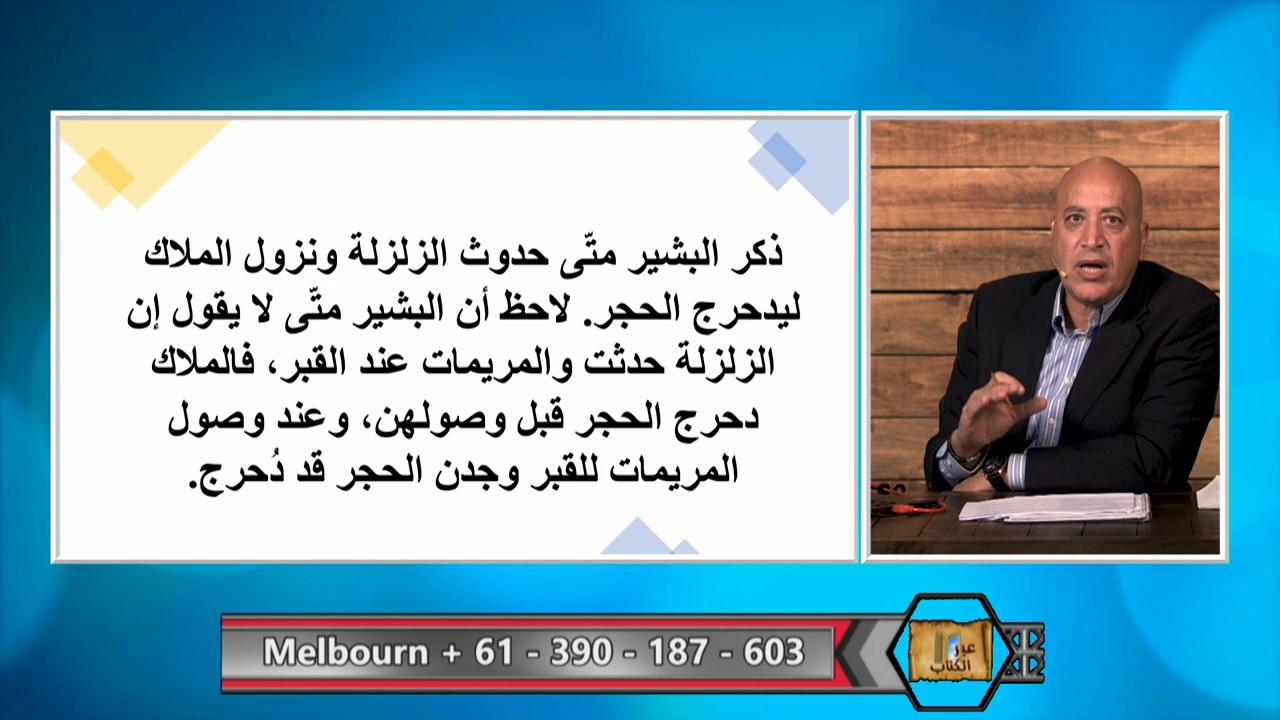 ذكر البشير متّى حدوث الزلزلة ونزول الملاك
ليدحرج الحجر. لاحظ أن البشير متّى لا يقول إن
الزلزلة حدثت والمريمات عند القبر، فالملاك
دحرج الحجر قبل وصولهن، وعند وصول
المريمات للقبر وجدن الحجر قد دُحرج.
Melbourn + 61 - 390 - 187 - 603
عبر
الكتاب